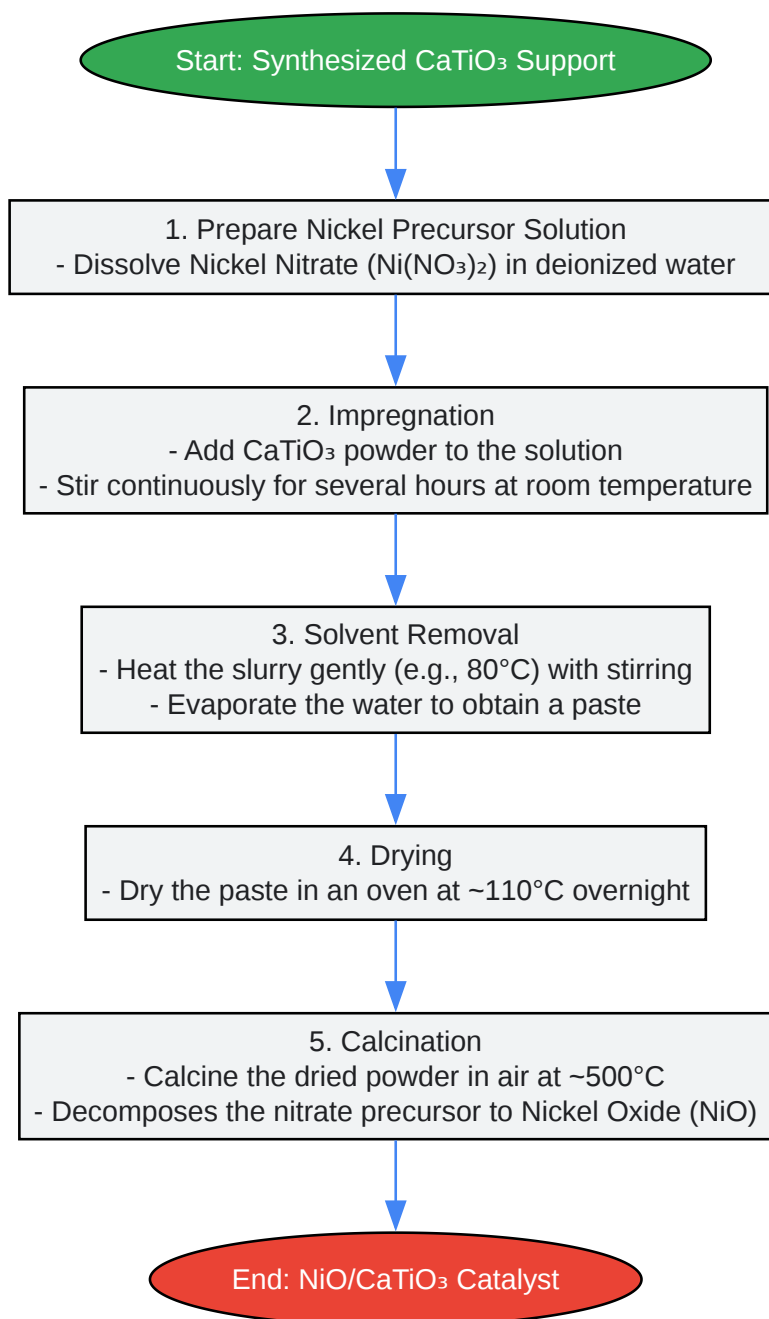 Start: Synthesized CaTiO₃ Support
1. Prepare Nickel Precursor Solution
- Dissolve Nickel Nitrate (Ni(NO₃)₂) in deionized water
2. Impregnation
- Add CaTiO₃ powder to the solution
- Stir continuously for several hours at room temperature
3. Solvent Removal
- Heat the slurry gently (e.g., 80°C) with stirring
- Evaporate the water to obtain a paste
4. Drying
- Dry the paste in an oven at ~110°C overnight
5. Calcination
- Calcine the dried powder in air at ~500°C
- Decomposes the nitrate precursor to Nickel Oxide (NiO)
End: NiO/CaTiO₃ Catalyst